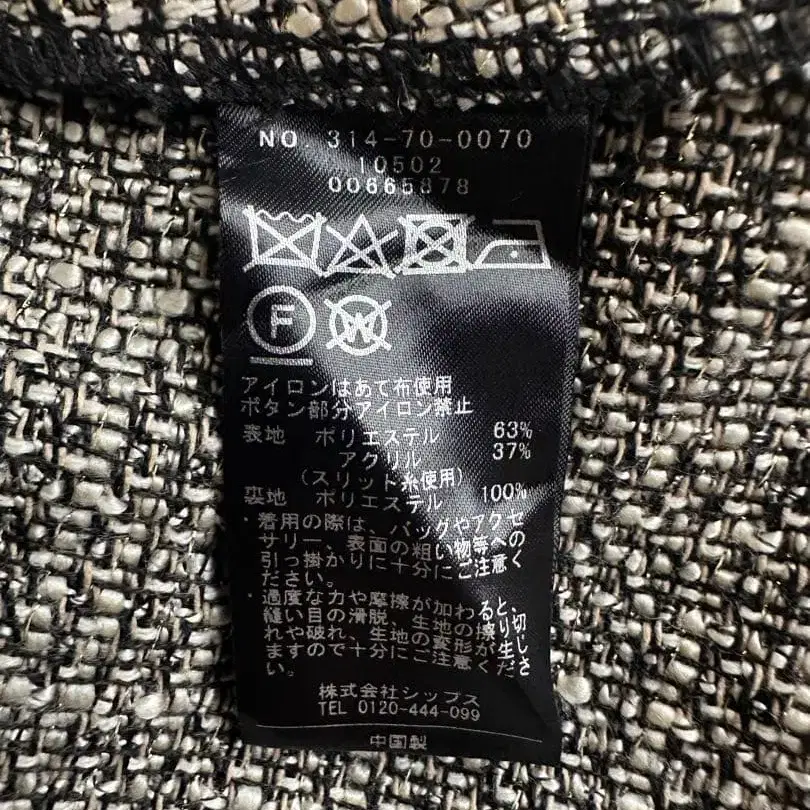 NO 314-70-0070
10502
00665878
F W
アイロンはあて布使用
ボタン部分アイロン禁止
表地 ポリエステル 63%
アクリル 37%
(スリット糸使用)
裏地 ポリエステル 100%
・着用の際は、バッグやアクセ
サリー、表面の粗い物等への
引っ掛かりに十分にご注意く
ださい。
・過度な力や摩擦が加わると、
縫い目の滑脱、生地の擦り切
れや破れ、生地の変形が生じ
ますので十分にご注意くださ
い。
株式会社シップス
TEL 0120-444-099
中国製